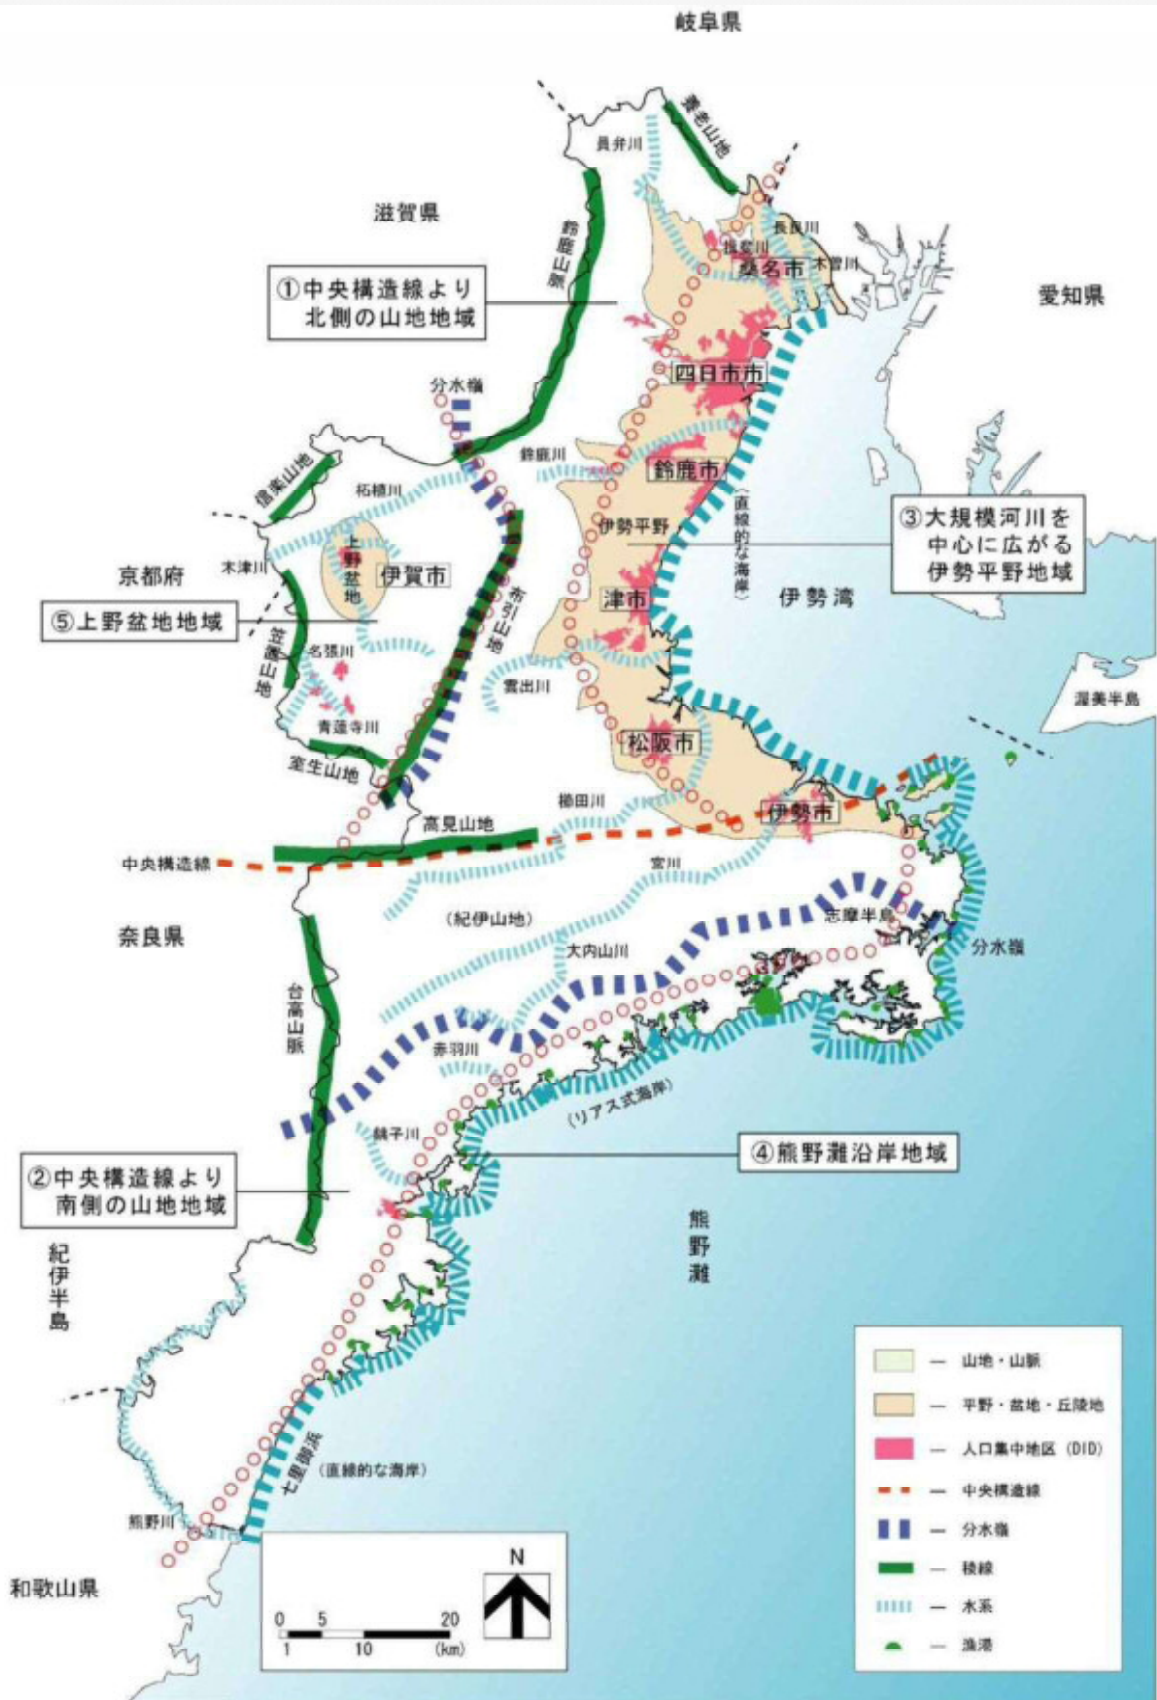 岐阜県
養老山地
員弁川
滋賀県
鈴鹿山脈
長良川
揖斐川
桑名市
木曽川
①中央構造線より
北側の山地地域
愛知県
四日市市
分水嶺
鈴鹿川
鈴鹿市
信楽山地
柘植川
(直線的な海岸)
③大規模河川を
中心に広がる
伊勢平野地域
伊勢平野
上野盆地
木津川
伊賀市
京都府
津市
伊勢湾
⑤上野盆地地域
布引山地
笠置山地
名張川
雲出川
渥美半島
青蓮寺川
松阪市
室生山地
櫛田川
伊勢市
高見山地
中央構造線
宮川
(紀伊山地)
志摩半島
奈良県
大内山川
分水嶺
台高山脈
赤羽川
(リアス式海岸)
銚子川
④熊野灘沿岸地域
②中央構造線より
南側の山地地域
熊野灘
紀伊半島
山地・山脈
平野・盆地・丘陵地
人口集中地区 (DID)
中央構造線
分水嶺
稜線
水系
漁港
七里御浜
(直線的な海岸)
熊野川
和歌山県
N
0 5 20
1 10 (km)